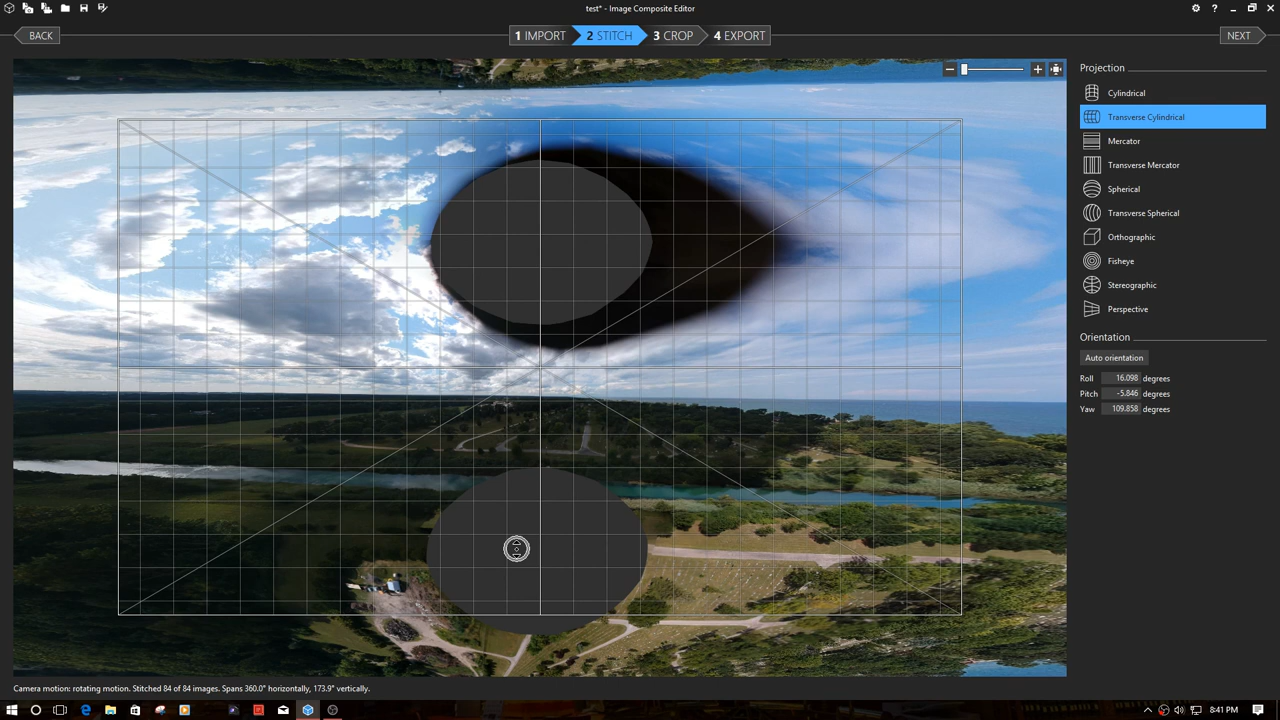 test* - Image Composite Editor
BACK
1 IMPORT
2 STITCH
3 CROP
4 EXPORT
NEXT
Projection
Cylindrical
Transverse Cylindrical
Mercator
Transverse Mercator
Spherical
Transverse Spherical
Orthographic
Fisheye
Stereographic
Perspective
Orientation
Auto orientation
Roll 16.098 degrees
Pitch -5.846 degrees
Yaw 109.858 degrees
Camera motion: rotating motion. Stitched 84 of 84 images. Spans 360.0° horizontally, 173.9° vertically.
8:41 PM